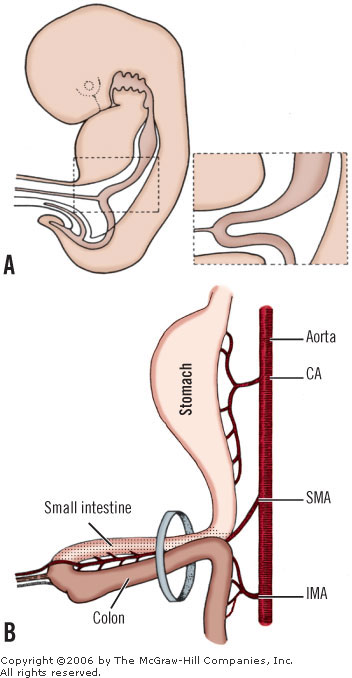 A
Aorta
CA
Stomach
SMA
Small intestine
Colon
IMA
B
Copyright ©2006 by The McGraw-Hill Companies, Inc.
All rights reserved.